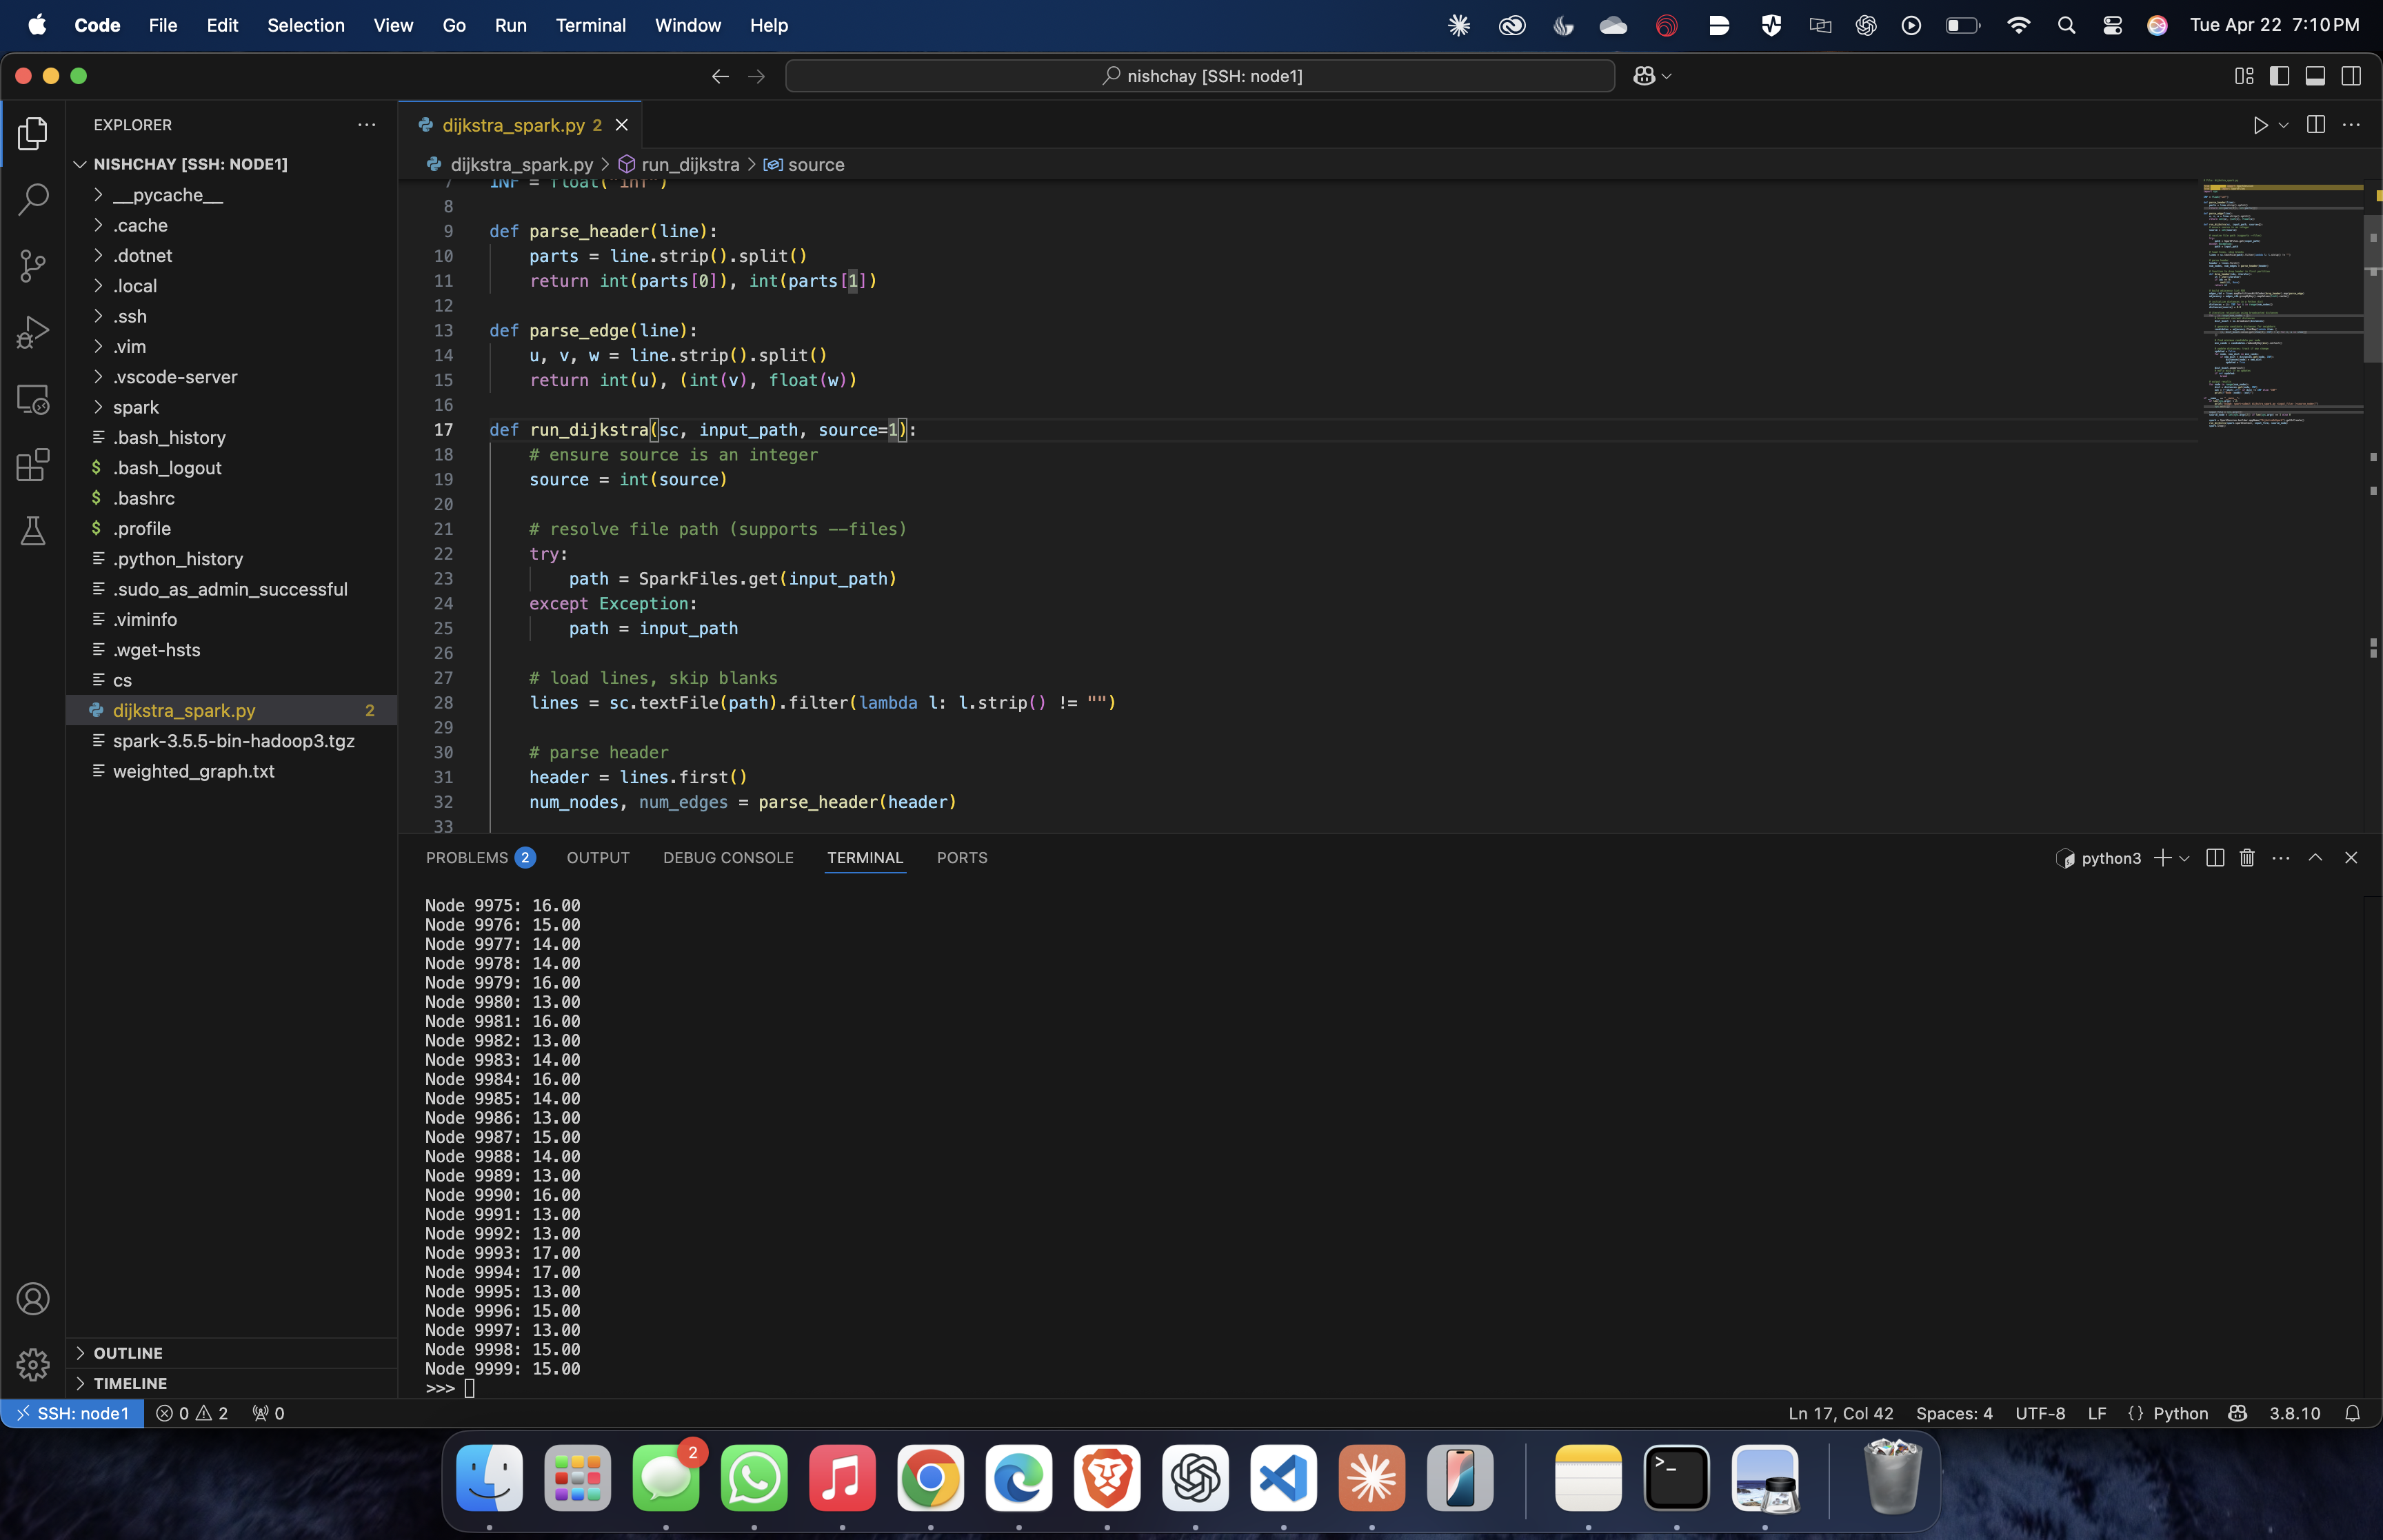 Code File Edit Selection View Go Run Terminal Window Help Tue Apr 22 7:10 PM
nishchay [SSH: node1]
EXPLORER
NISHCHAY [SSH: NODE1]
__pycache__
.cache
.dotnet
.local
.ssh
.vim
.vscode-server
spark
.bash_history
$ .bash_logout
$ .bashrc
$ .profile
.python_history
.sudo_as_admin_successful
.viminfo
.wget-hsts
cs
dijkstra_spark.py 2
spark-3.5.5-bin-hadoop3.tgz
weighted_graph.txt
OUTLINE
TIMELINE
dijkstra_spark.py 2
dijkstra_spark.py > run_dijkstra > source
7 INF = float("inf")
8
9 def parse_header(line):
10 parts = line.strip().split()
11 return int(parts[0]), int(parts[1])
12
13 def parse_edge(line):
14 u, v, w = line.strip().split()
15 return int(u), (int(v), float(w))
16
17 def run_dijkstra(sc, input_path, source=1):
18 # ensure source is an integer
19 source = int(source)
20
21 # resolve file path (supports --files)
22 try:
23 path = SparkFiles.get(input_path)
24 except Exception:
25 path = input_path
26
27 # load lines, skip blanks
28 lines = sc.textFile(path).filter(lambda l: l.strip() != "")
29
30 # parse header
31 header = lines.first()
32 num_nodes, num_edges = parse_header(header)
33
PROBLEMS 2 OUTPUT DEBUG CONSOLE TERMINAL PORTS python3
Node 9975: 16.00
Node 9976: 15.00
Node 9977: 14.00
Node 9978: 14.00
Node 9979: 16.00
Node 9980: 13.00
Node 9981: 16.00
Node 9982: 13.00
Node 9983: 14.00
Node 9984: 16.00
Node 9985: 14.00
Node 9986: 13.00
Node 9987: 15.00
Node 9988: 14.00
Node 9989: 13.00
Node 9990: 16.00
Node 9991: 13.00
Node 9992: 13.00
Node 9993: 17.00
Node 9994: 17.00
Node 9995: 13.00
Node 9996: 15.00
Node 9997: 13.00
Node 9998: 15.00
Node 9999: 15.00
>>>
SSH: node1 0 2 0 Ln 17, Col 42 Spaces: 4 UTF-8 LF {} Python 3.8.10
2
>_